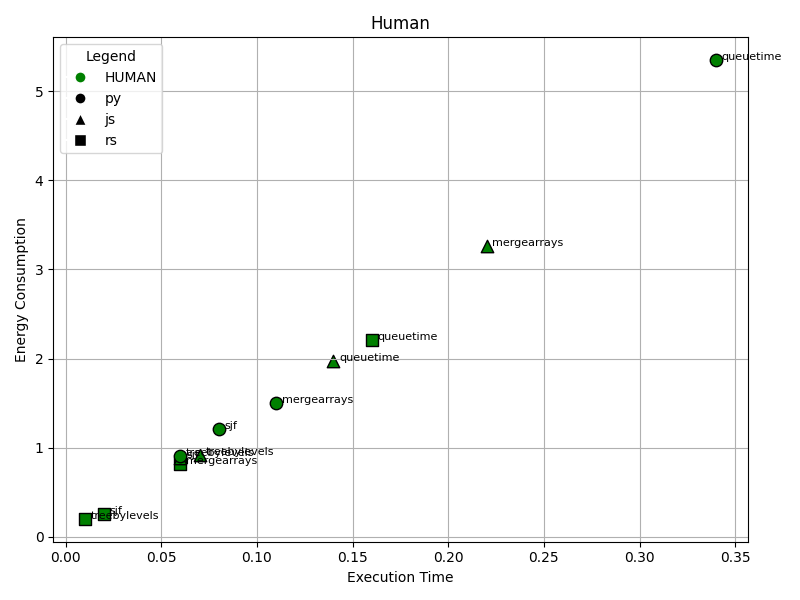 Human
Legend
HUMAN
py
js
rs
queuetime
mergearrays
queuetime
queuetime
mergearrays
sjf
treebylevels
mergearrays
sjf
treebylevels
Energy Consumption
5
4
3
2
1
0
0.00 0.05 0.10 0.15 0.20 0.25 0.30 0.35
Execution Time